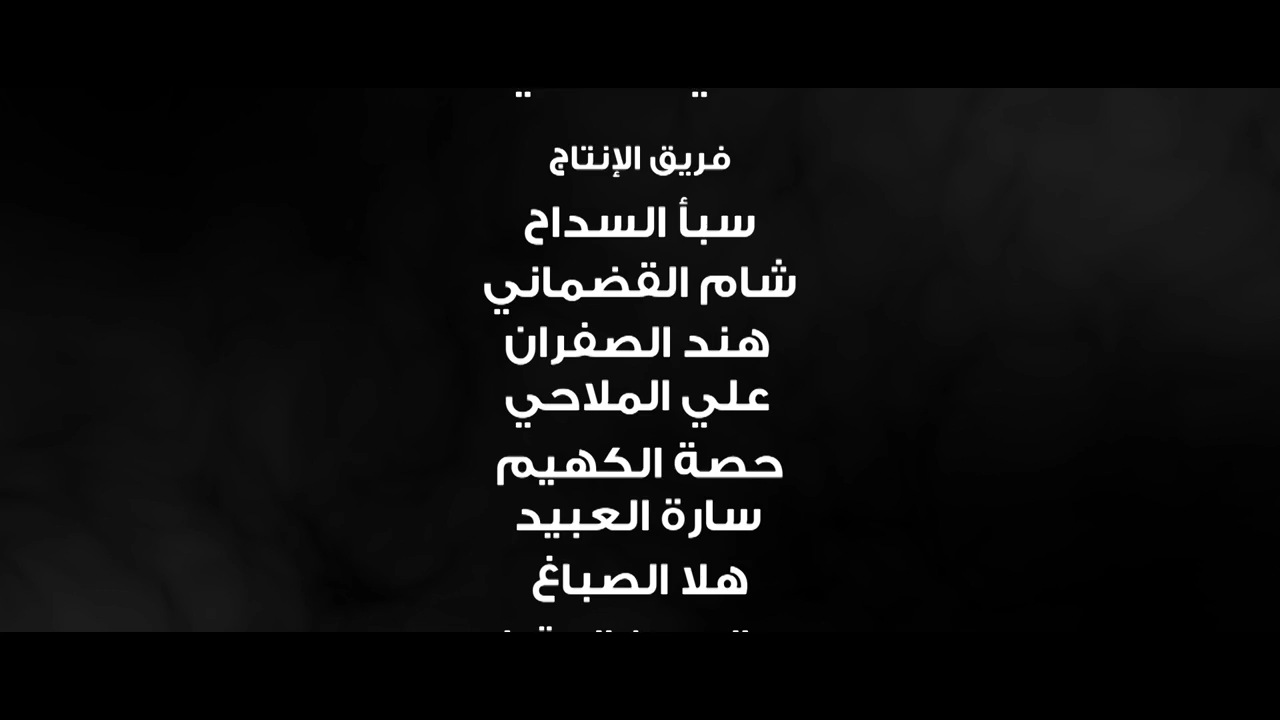 فريق الإنتاج
سبأ السداح
شام القضماني
هند الصفران
علي الملاحي
حصة الكهيم
سارة العبيد
هلا الصباغ